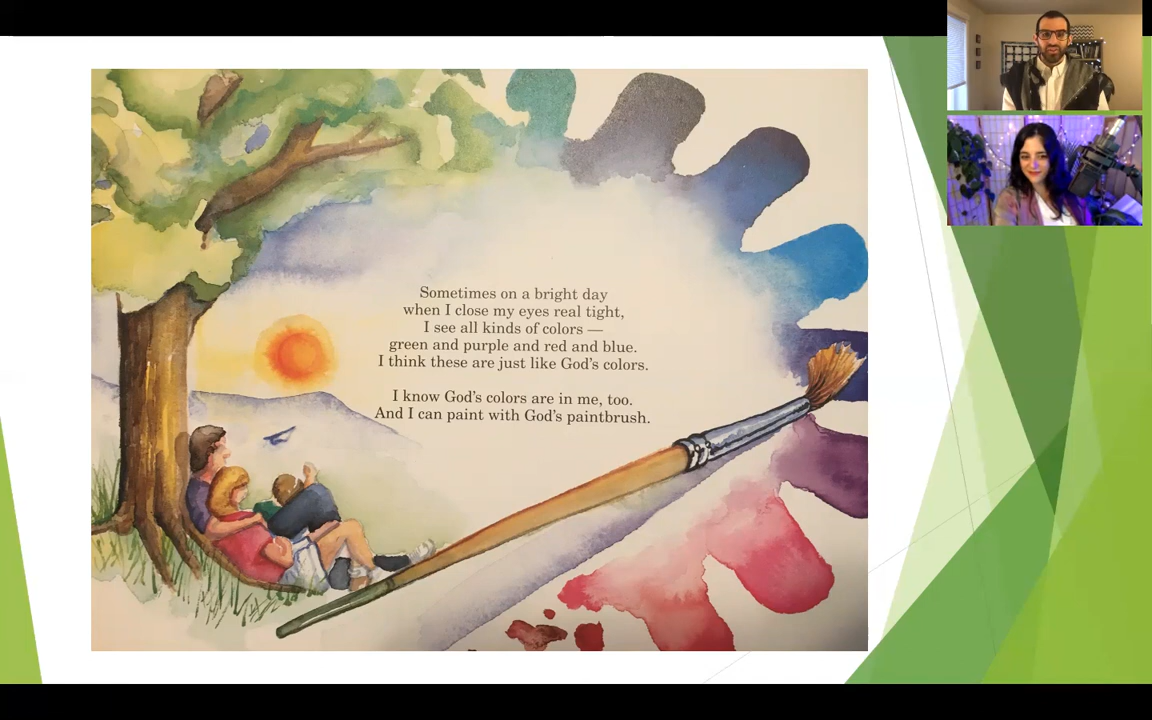 Sometimes on a bright day
when I close my eyes real tight,
I see all kinds of colors —
green and purple and red and blue.
I think these are just like God's colors.
I know God's colors are in me, too.
And I can paint with God's paintbrush.